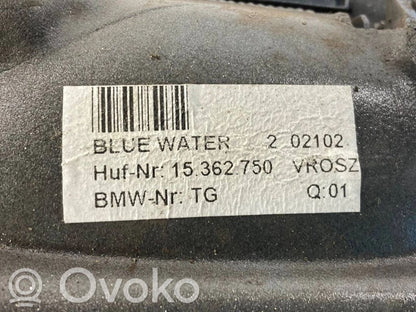 BLUE WATER 2 02102
Huf-Nr: 15.362.750 VROSZ
BMW-Nr: TG Q:01
Ovoko